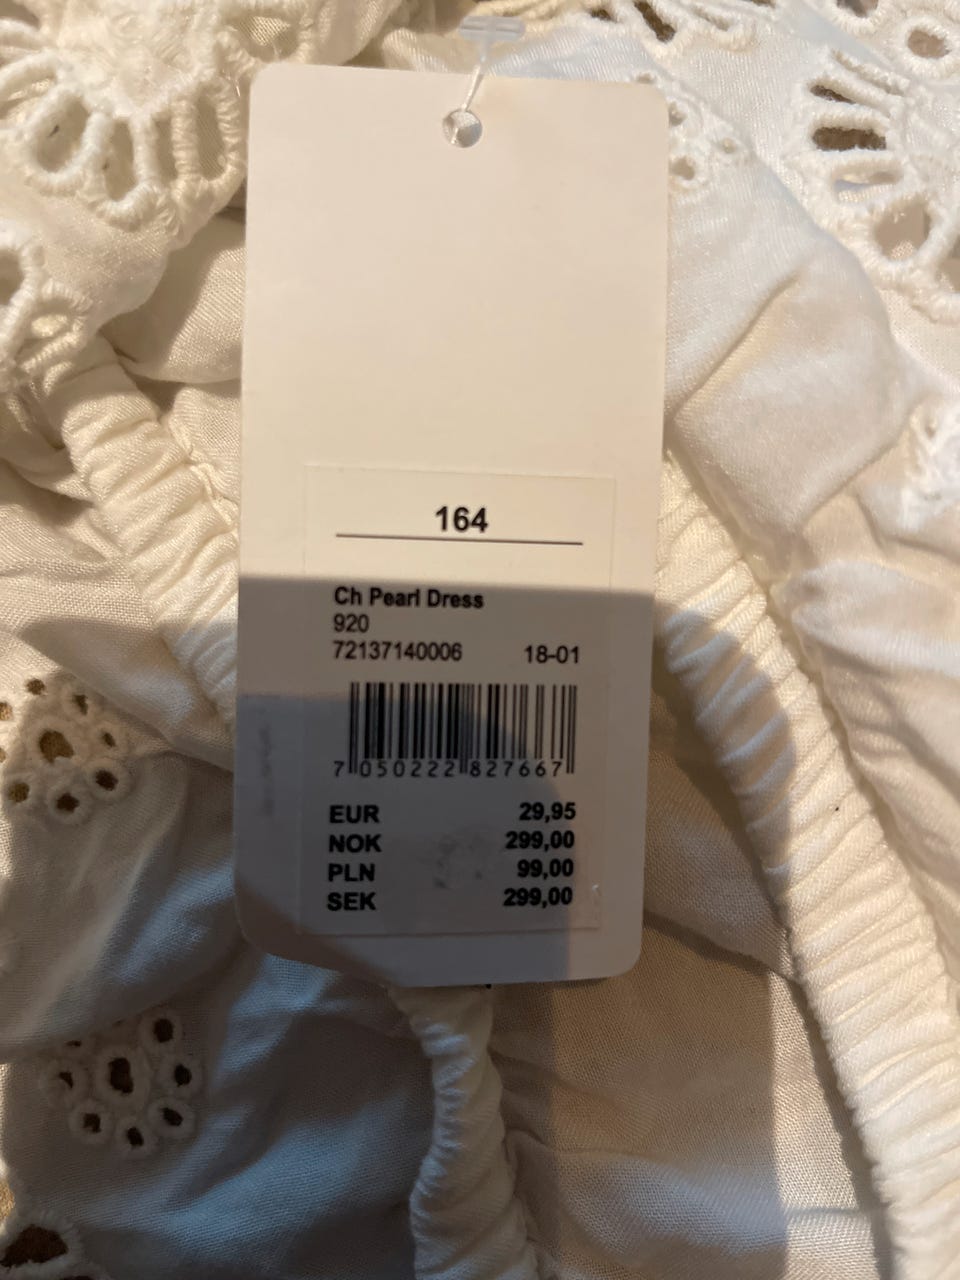 164
Ch Pearl Dress
920
72137140006 18-01
7 050222 827667
EUR 29,95
NOK 299,00
PLN 99,00
SEK 299,00